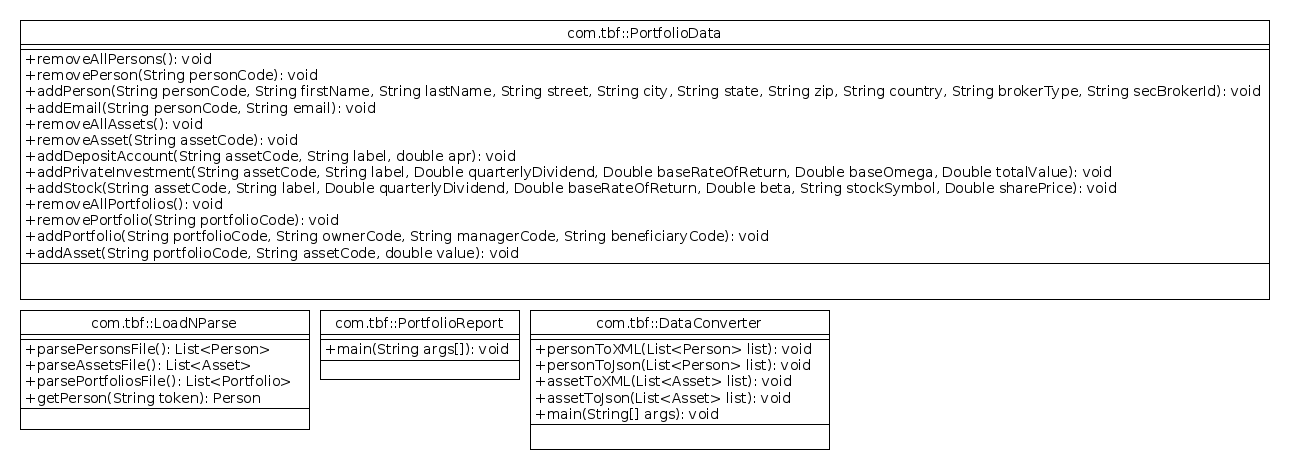 com.tbf::PortfolioData
+removeAllPersons(): void
+removePerson(String personCode): void
+addPerson(String personCode, String firstName, String lastName, String street, String city, String state, String zip, String country, String brokerType, String secBrokerId): void
+addEmail(String personCode, String email): void
+removeAllAssets(): void
+removeAsset(String assetCode): void
+addDepositAccount(String assetCode, String label, double apr): void
+addPrivateInvestment(String assetCode, String label, Double quarterlyDividend, Double baseRateOfReturn, Double baseOmega, Double totalValue): void
+addStock(String assetCode, String label, Double quarterlyDividend, Double baseRateOfReturn, Double beta, String stockSymbol, Double sharePrice): void
+removeAllPortfolios(): void
+removePortfolio(String portfolioCode): void
+addPortfolio(String portfolioCode, String ownerCode, String managerCode, String beneficiaryCode): void
+addAsset(String portfolioCode, String assetCode, double value): void
com.tbf::LoadNParse
+parsePersonsFile(): List<Person>
+parseAssetsFile(): List<Asset>
+parsePortfoliosFile(): List<Portfolio>
+getPerson(String token): Person
com.tbf::PortfolioReport
+main(String args[]): void
com.tbf::DataConverter
+personToXML(List<Person> list): void
+personToJson(List<Person> list): void
+assetToXML(List<Asset> list): void
+assetToJson(List<Asset> list): void
+main(String[] args): void